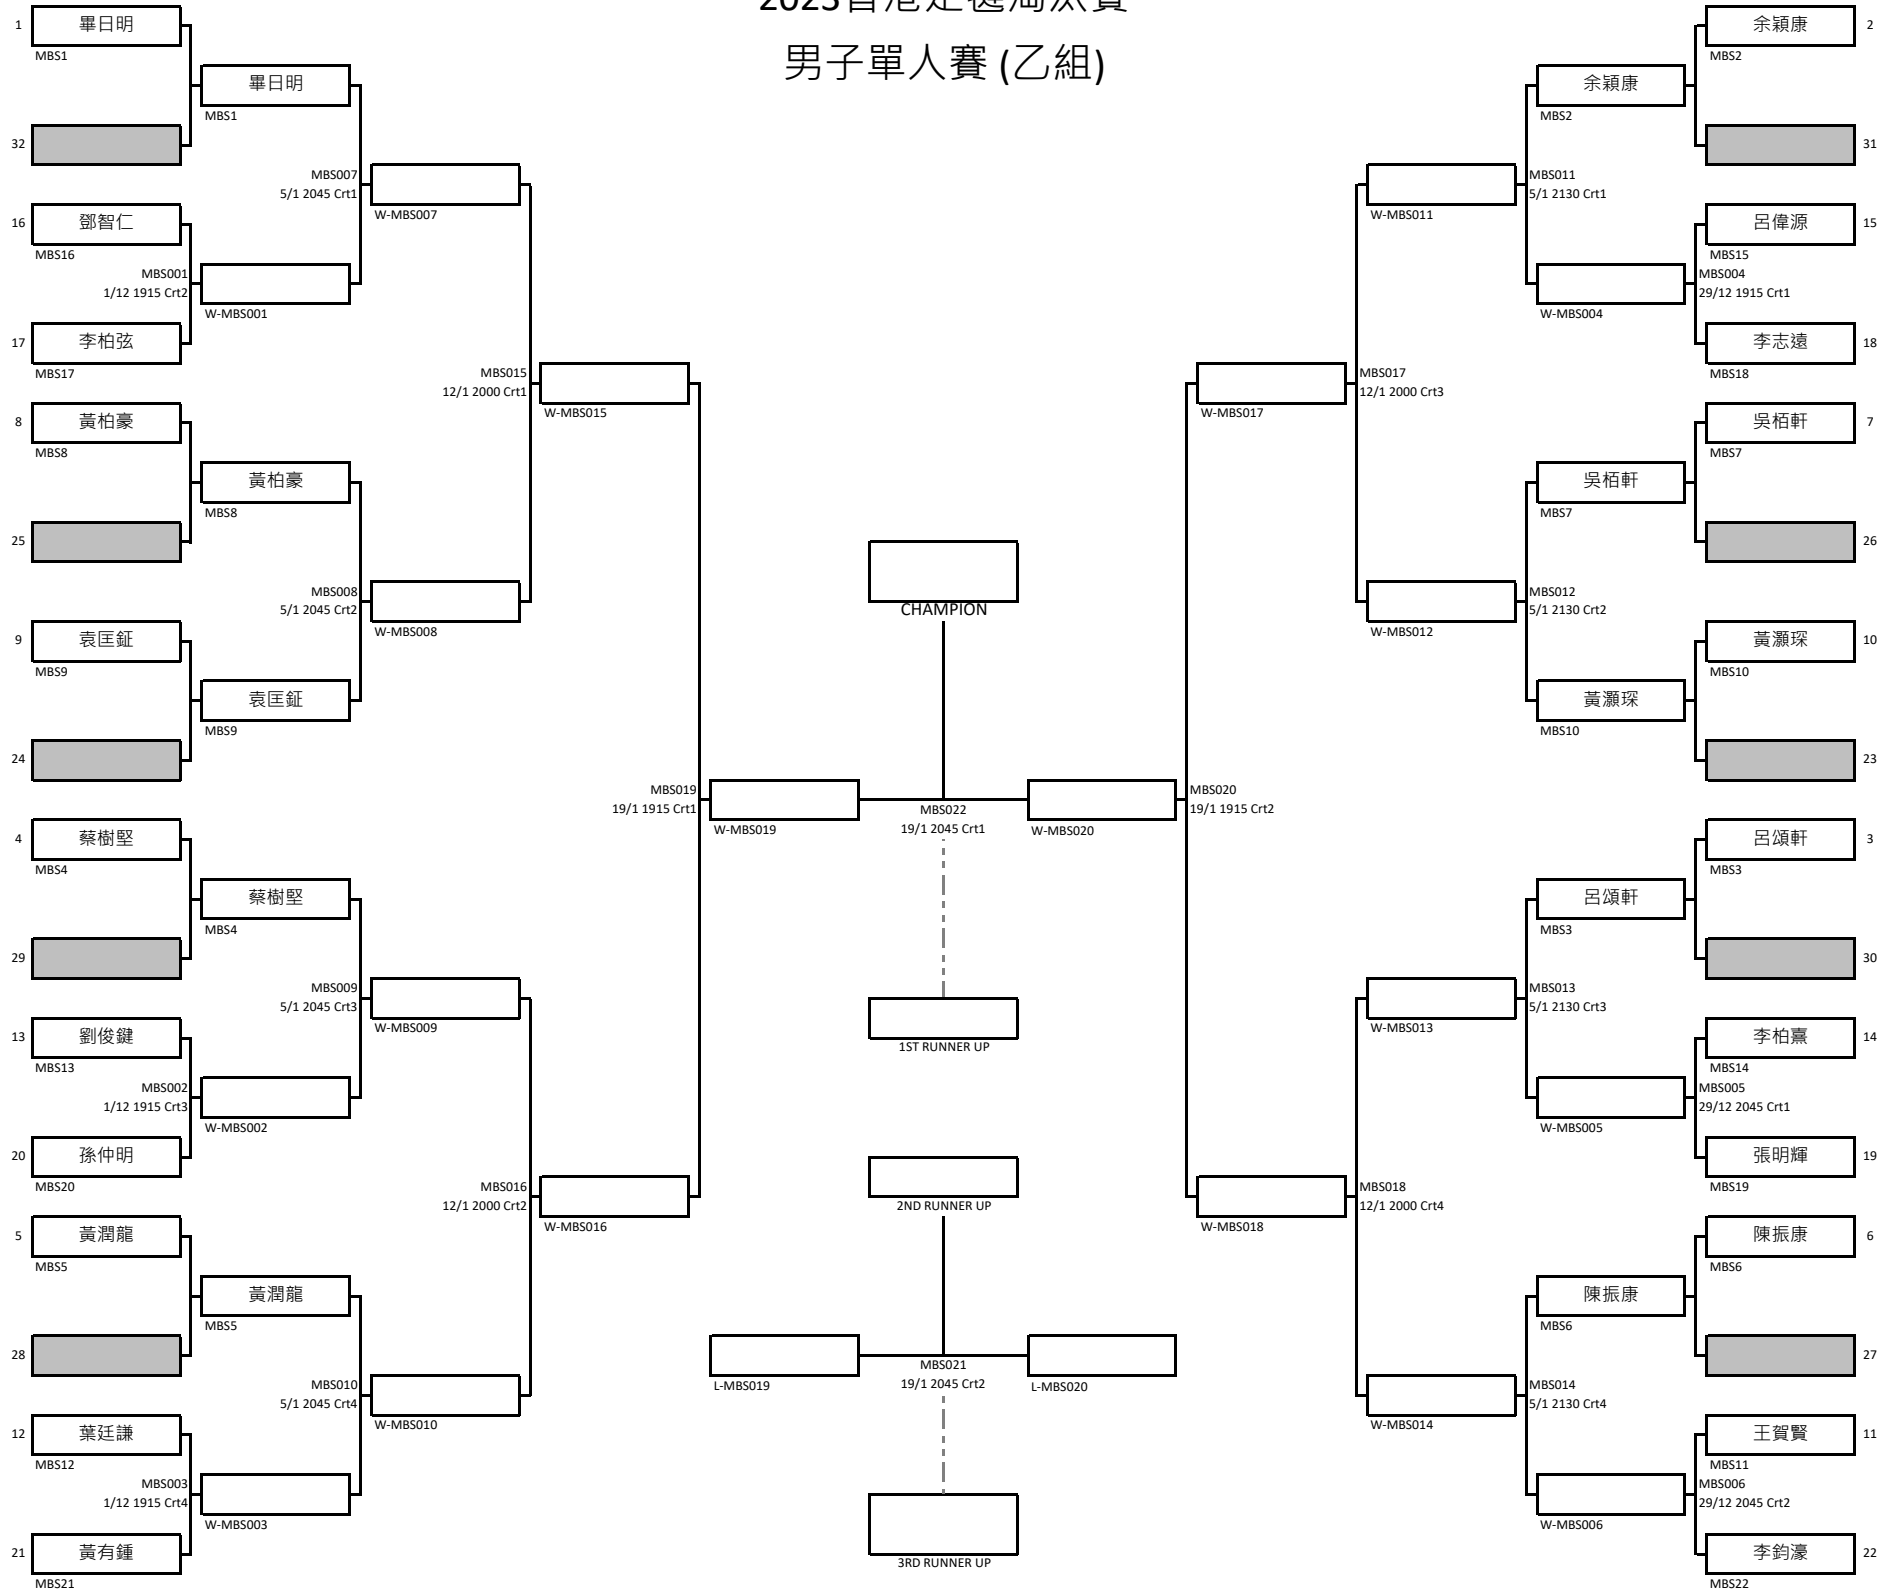 2023香港足毽淘汰賽
男子單人賽 (乙組)
1
畢日明
MBS1
32
16
鄧智仁
MBS16
17
李柏弦
MBS17
8
黃柏豪
MBS8
25
9
袁匡鉦
MBS9
24
4
蔡樹堅
MBS4
29
13
劉俊鍵
MBS13
20
孫仲明
MBS20
5
黃潤龍
MBS5
28
12
葉廷謙
MBS12
21
黃有鍾
MBS21
畢日明
MBS1
MBS001
1/12 1915 Crt2
W-MBS001
黃柏豪
MBS8
袁匡鉦
MBS9
蔡樹堅
MBS4
MBS002
1/12 1915 Crt3
W-MBS002
黃潤龍
MBS5
MBS003
1/12 1915 Crt4
W-MBS003
MBS007
5/1 2045 Crt1
W-MBS007
MBS008
5/1 2045 Crt2
W-MBS008
MBS009
5/1 2045 Crt3
W-MBS009
MBS010
5/1 2045 Crt4
W-MBS010
MBS015
12/1 2000 Crt1
W-MBS015
MBS016
12/1 2000 Crt2
W-MBS016
MBS019
19/1 1915 Crt1
W-MBS019
CHAMPION
MBS022
19/1 2045 Crt1
1ST RUNNER UP
2ND RUNNER UP
L-MBS019
MBS021
19/1 2045 Crt2
L-MBS020
3RD RUNNER UP
W-MBS020
MBS020
19/1 1915 Crt2
W-MBS017
MBS017
12/1 2000 Crt3
W-MBS018
MBS018
12/1 2000 Crt4
W-MBS011
MBS011
5/1 2130 Crt1
W-MBS012
MBS012
5/1 2130 Crt2
W-MBS013
MBS013
5/1 2130 Crt3
W-MBS014
MBS014
5/1 2130 Crt4
余穎康
MBS2
W-MBS004
MBS004
29/12 1915 Crt1
吳栢軒
MBS7
黃灝琛
MBS10
呂頌軒
MBS3
W-MBS005
MBS005
29/12 2045 Crt1
陳振康
MBS6
W-MBS006
MBS006
29/12 2045 Crt2
余穎康
2
MBS2
31
呂偉源
15
MBS15
李志遠
18
MBS18
吳栢軒
7
MBS7
26
黃灝琛
10
MBS10
23
呂頌軒
3
MBS3
30
李柏熹
14
MBS14
張明輝
19
MBS19
陳振康
6
MBS6
27
王賀賢
11
MBS11
李鈞濠
22
MBS22